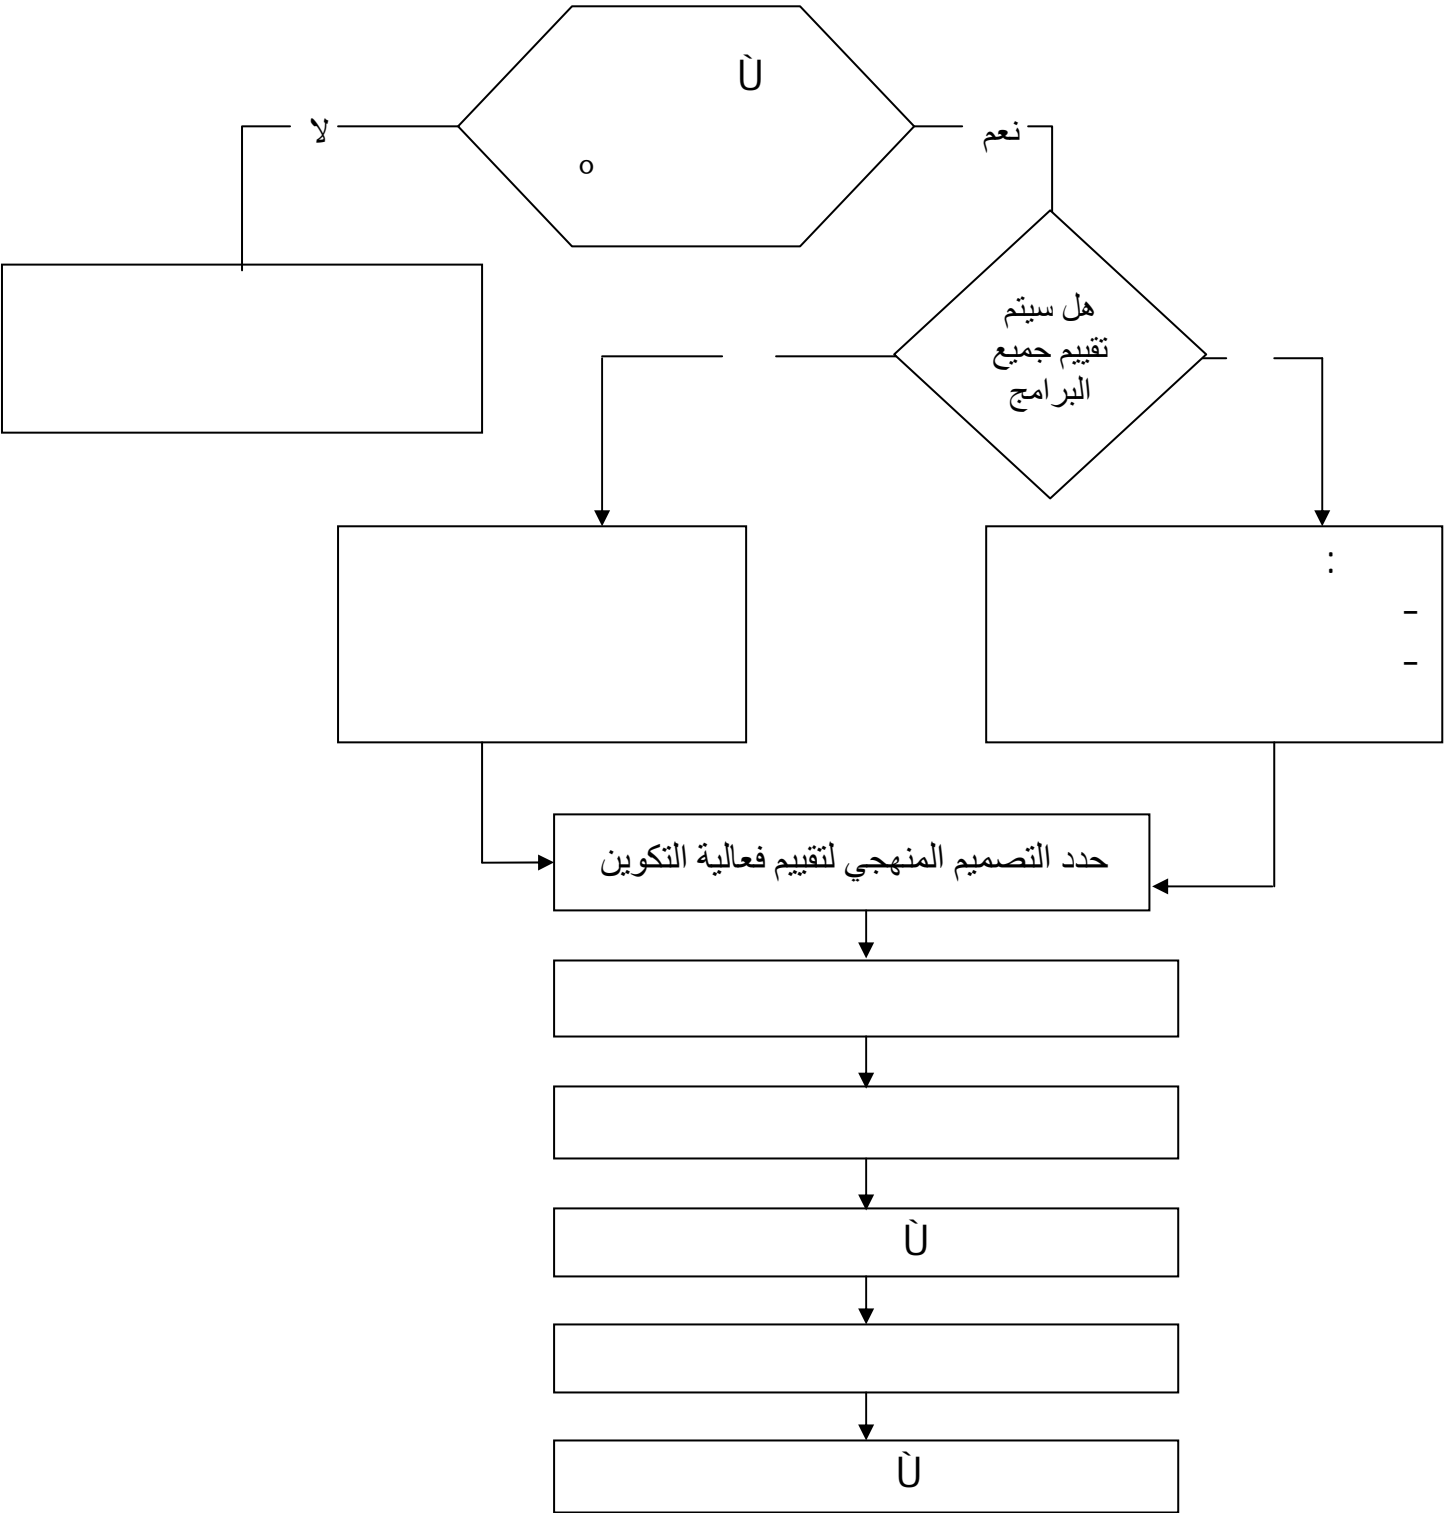 Ù
نعم
لا
o
هل سيتم
تقييم جميع
البرامج
:
-
-
حدد التصميم المنهجي لتقييم فعالية التكوين
Ù
Ù